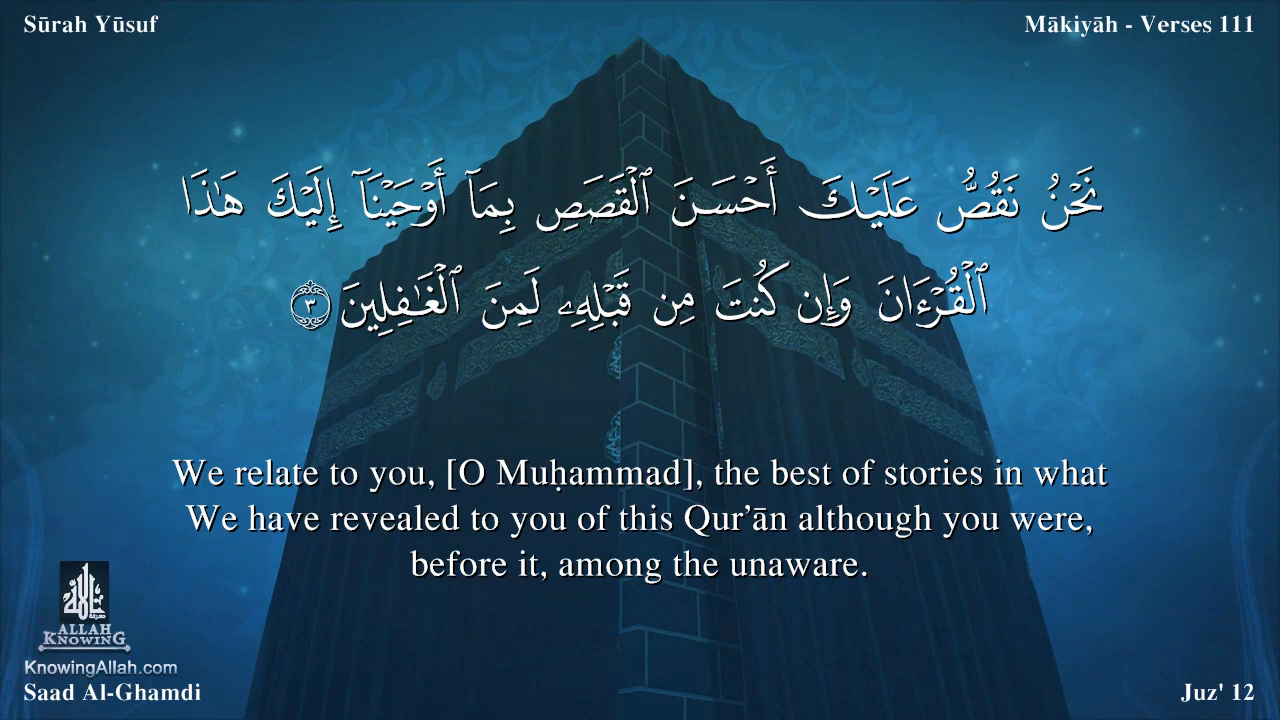 Sūrah Yūsuf
Mākiyāh - Verses 111
نَحْنُ نَقُصُّ عَلَيْكَ أَحْسَنَ ٱلْقَصَصِ بِمَآ أَوْحَيْنَآ إِلَيْكَ هَـٰذَا
ٱلْقُرْءَانَ وَإِن كُنتَ مِن قَبْلِهِۦ لَمِنَ ٱلْغَـٰفِلِينَ ٣
We relate to you, [O Muḥammad], the best of stories in what
We have revealed to you of this Qur’ān although you were,
before it, among the unaware.
ALLAH
KNOWING
KnowingAllah.com
Saad Al-Ghamdi
Juz' 12